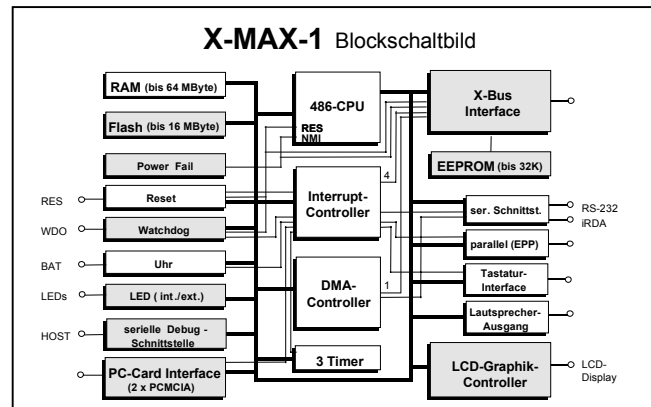 X-MAX-1 Blockschaltbild
RAM (bis 64 MByte)
Flash (bis 16 MByte)
Power Fail
RES
Reset
WDO
Watchdog
BAT
Uhr
LEDs
LED ( int./ext.)
HOST
serielle Debug -
Schnittstelle
PC-Card Interface
(2 x PCMCIA)
486-CPU
RES
NMI
4
Interrupt-
Controller
1
DMA-
Controller
3 Timer
X-Bus
Interface
EEPROM (bis 32K)
ser. Schnittst.
RS-232
iRDA
parallel (EPP)
Tastatur-
Interface
Lautsprecher-
Ausgang
LCD-Graphik-
Controller
LCD-
Display